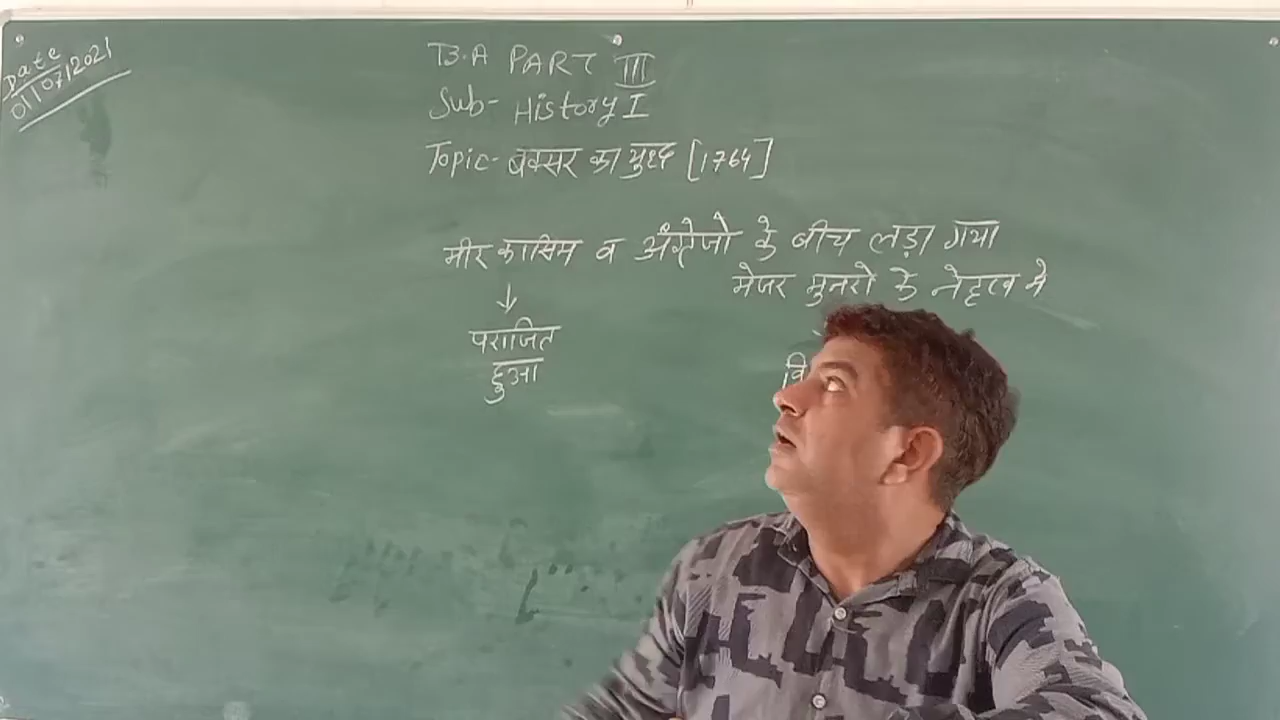 Date
01/07/2021
B.A PART III
Sub- History I
Topic- बक्सर का युद्ध [1764]
मीर कासिम व अंग्रेजो के बीच लड़ा गया
मेजर मुनरो के नेतृत्व मे
↓
पराजित
हुआ
वि